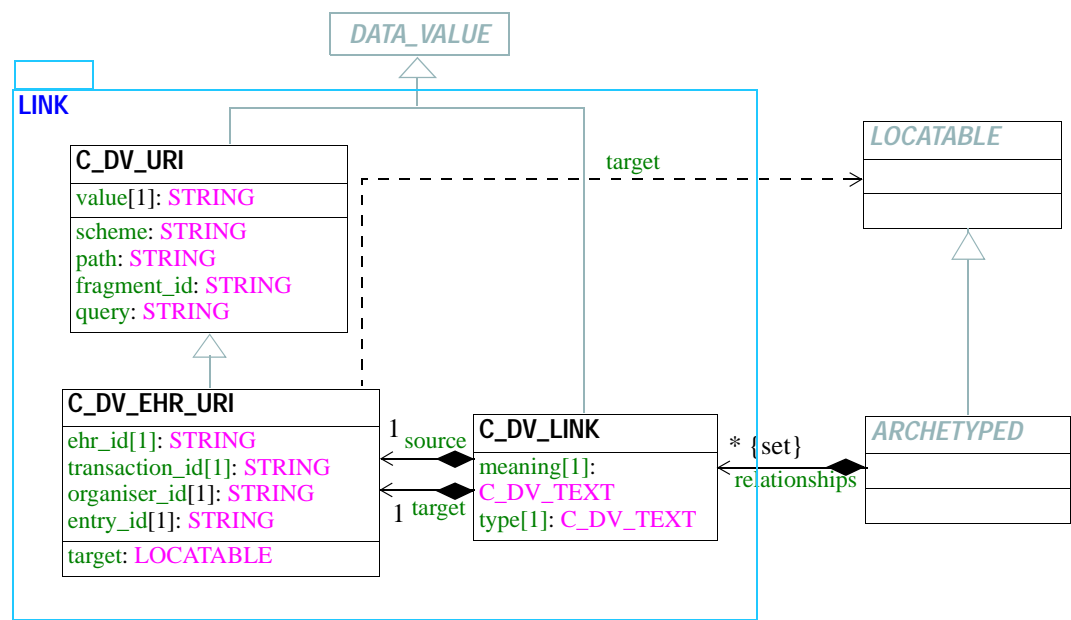 DATA_VALUE
LINK
C_DV_URI
value[1]: STRING
scheme: STRING
path: STRING
fragment_id: STRING
query: STRING
target
LOCATABLE
C_DV_EHR_URI
ehr_id[1]: STRING
transaction_id[1]: STRING
organiser_id[1]: STRING
entry_id[1]: STRING
target: LOCATABLE
1 source
1 target
C_DV_LINK
meaning[1]:
C_DV_TEXT
type[1]: C_DV_TEXT
* {set}
relationships
ARCHETYPED